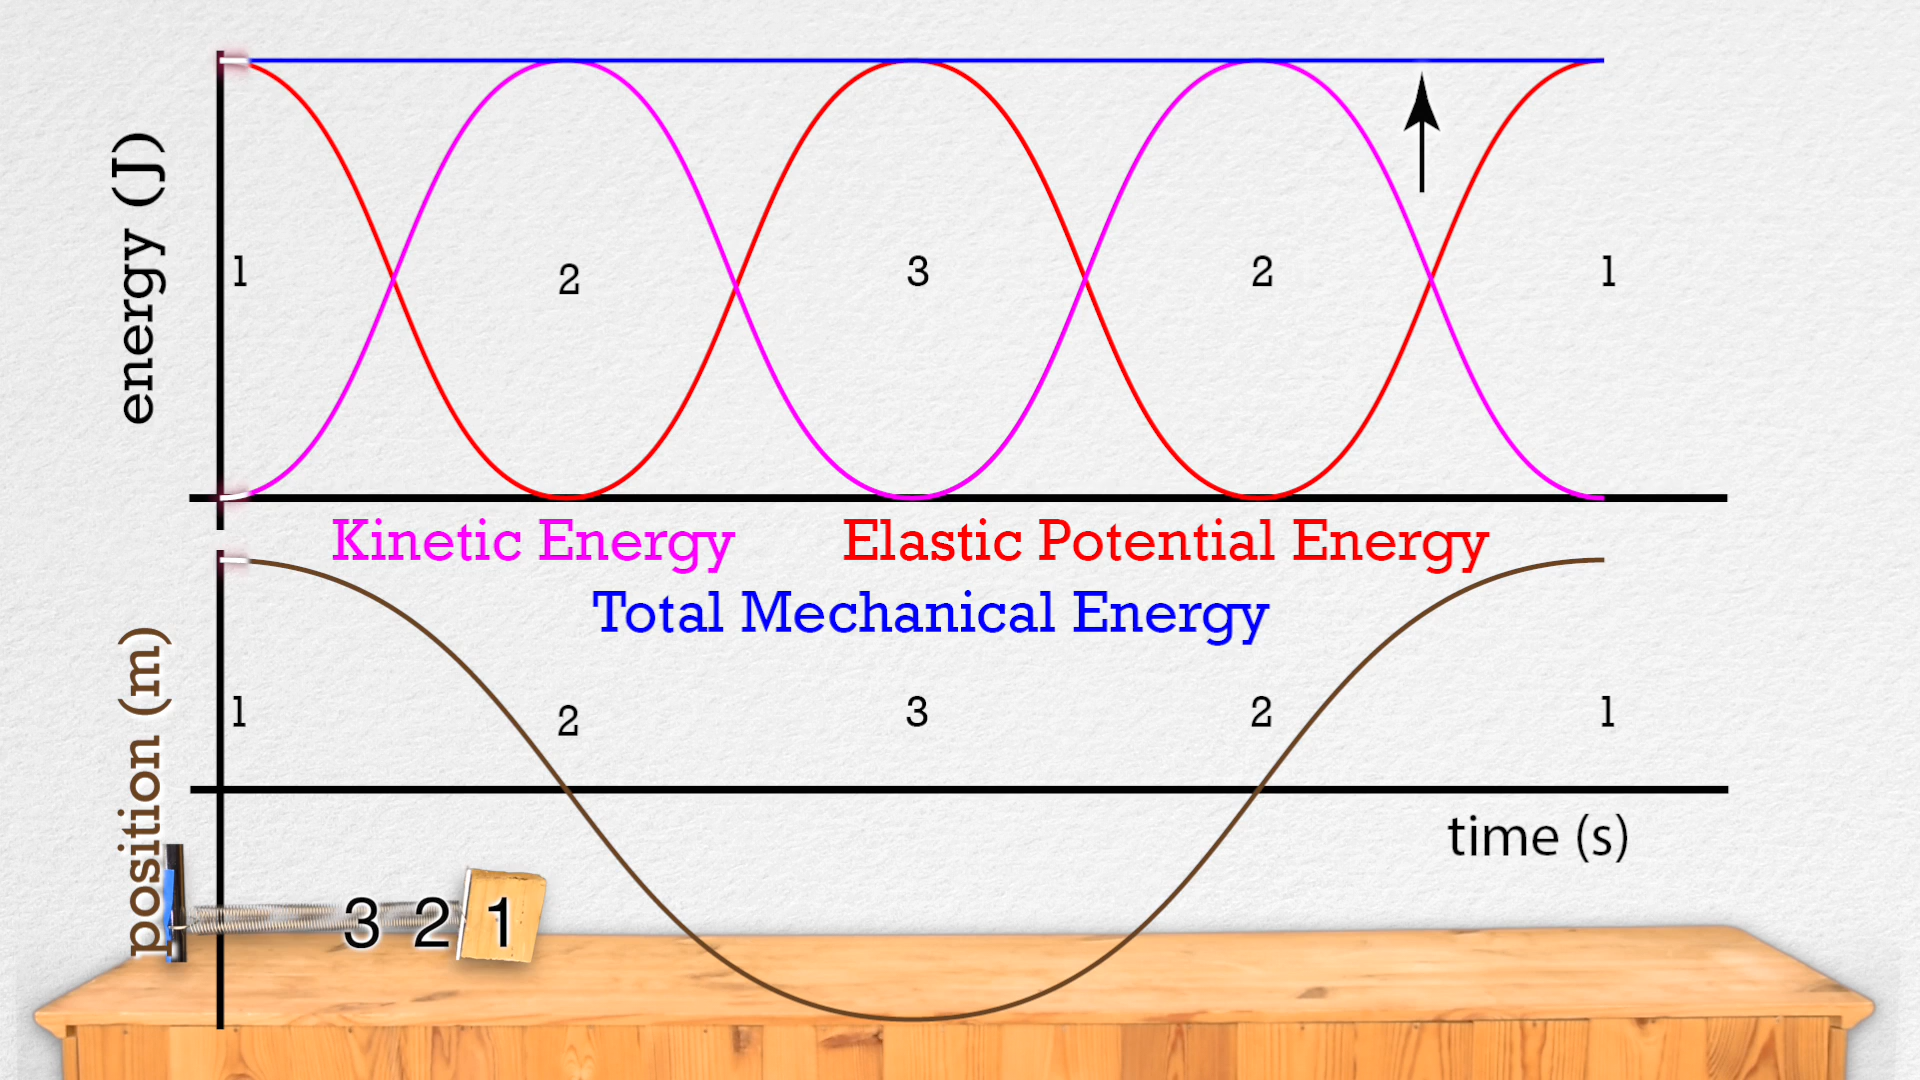 energy (J)
1 2 3 2 1
Kinetic Energy Elastic Potential Energy
Total Mechanical Energy
position (m)
1 2 3 2 1
time (s)
3 2 1